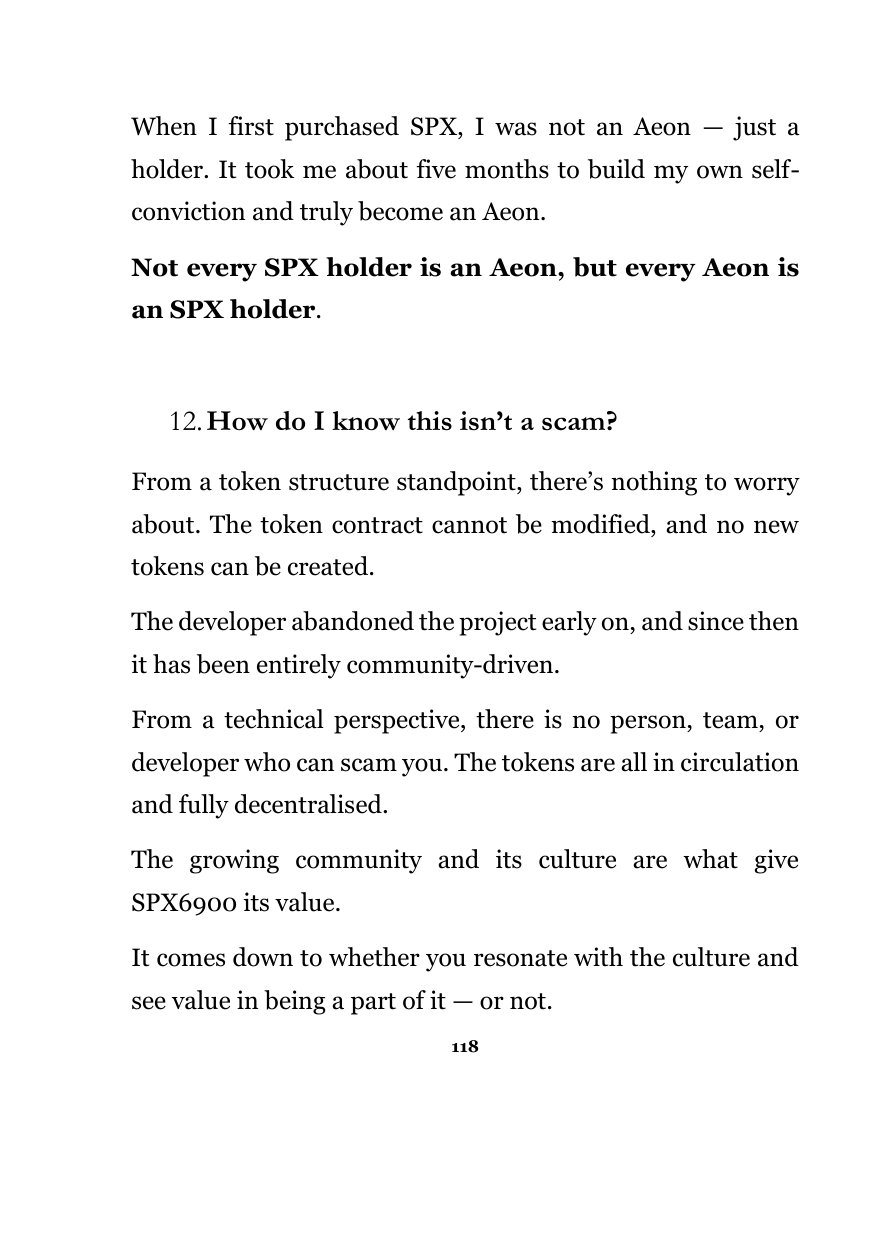 When I first purchased SPX, I was not an Aeon — just a
holder. It took me about five months to build my own self-
conviction and truly become an Aeon.
Not every SPX holder is an Aeon, but every Aeon is
an SPX holder.
12. How do I know this isn’t a scam?
From a token structure standpoint, there’s nothing to worry
about. The token contract cannot be modified, and no new
tokens can be created.
The developer abandoned the project early on, and since then
it has been entirely community-driven.
From a technical perspective, there is no person, team, or
developer who can scam you. The tokens are all in circulation
and fully decentralised.
The growing community and its culture are what give
SPX6900 its value.
It comes down to whether you resonate with the culture and
see value in being a part of it — or not.
118